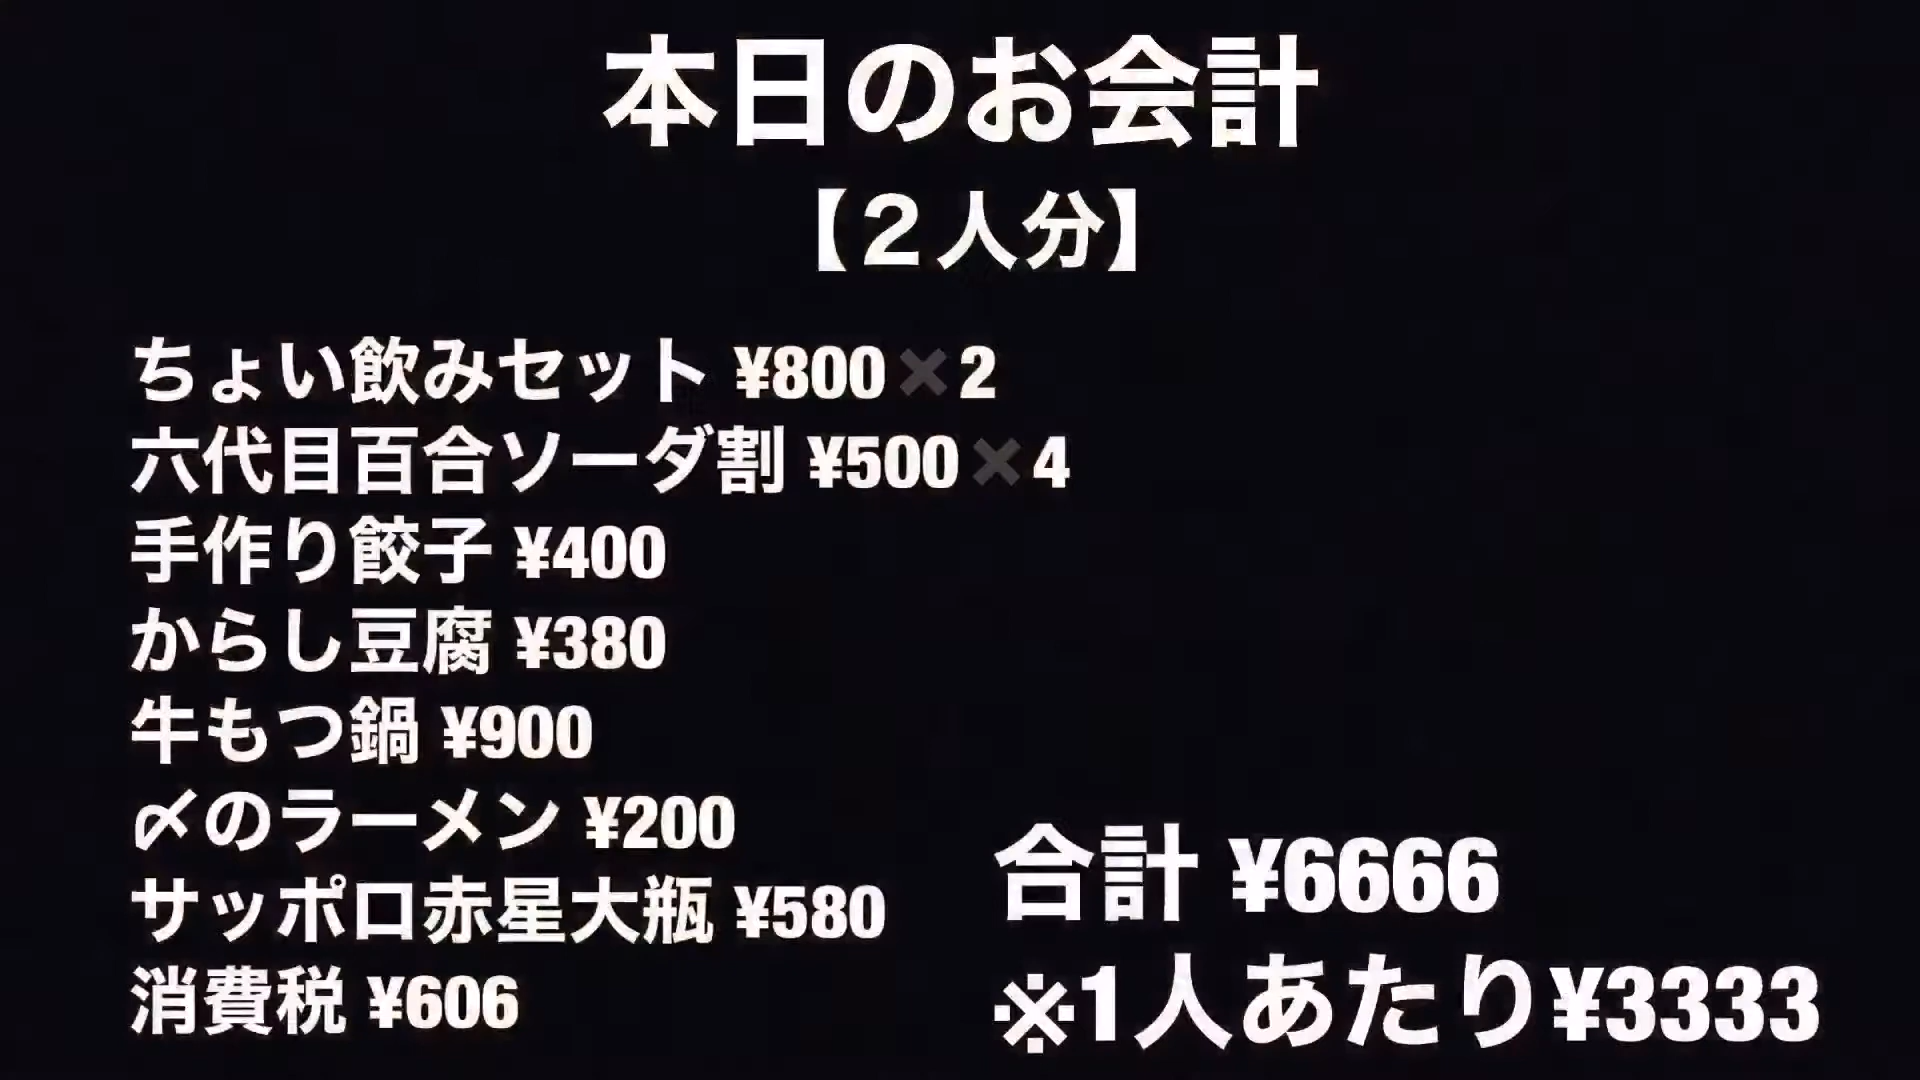 本日のお会計
【２人分】
ちょい飲みセット ¥800✖2
六代目百合ソーダ割 ¥500✖4
手作り餃子 ¥400
からし豆腐 ¥380
牛もつ鍋 ¥900
〆のラーメン ¥200
サッポロ赤星大瓶 ¥580
消費税 ¥606
合計 ¥6666
※1人あたり¥3333